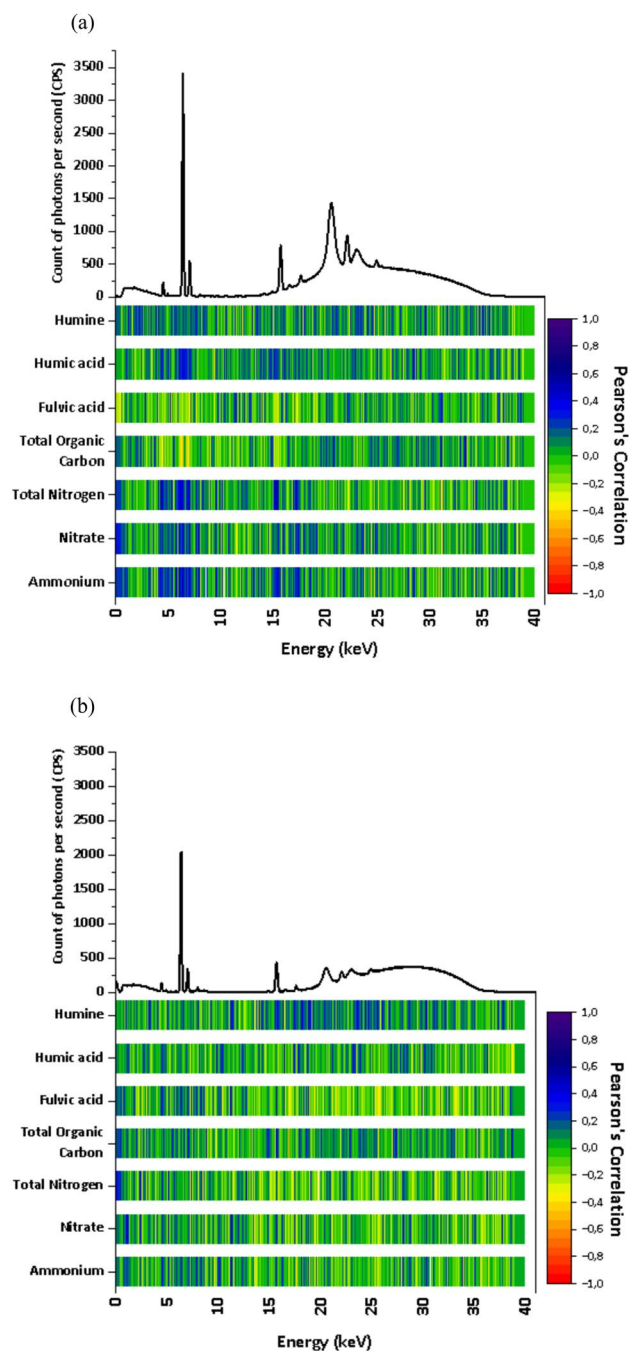 (a)
Count of photons per second (CPS)
3500
3000
2500
2000
1500
1000
500
0
Humine
Humic acid
Fulvic acid
Total Organic
Carbon
Total Nitrogen
Nitrate
Ammonium
0
5
10
15
20
25
30
35
40
Energy (keV)
1,0
0,8
0,6
0,4
0,2
0,0
-0,2
-0,4
-0,6
-0,8
-1,0
Pearson's Correlation
(b)
Count of photons per second (CPS)
3500
3000
2500
2000
1500
1000
500
0
Humine
Humic acid
Fulvic acid
Total Organic
Carbon
Total Nitrogen
Nitrate
Ammonium
0
5
10
15
20
25
30
35
40
Energy (keV)
1,0
0,8
0,6
0,4
0,2
0,0
-0,2
-0,4
-0,6
-0,8
-1,0
Pearson's Correlation